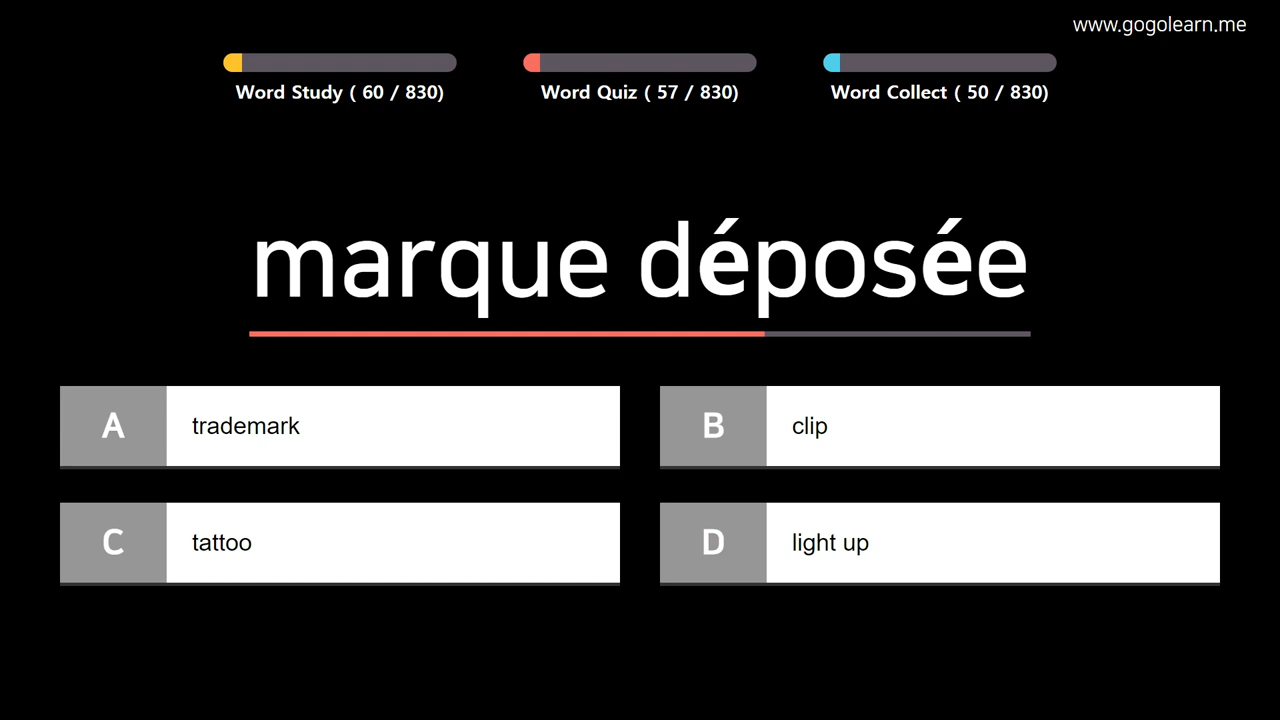 www.gogolearn.me
Word Study ( 60 / 830)
Word Quiz ( 57 / 830)
Word Collect ( 50 / 830)
marque déposée
A trademark
B clip
C tattoo
D light up